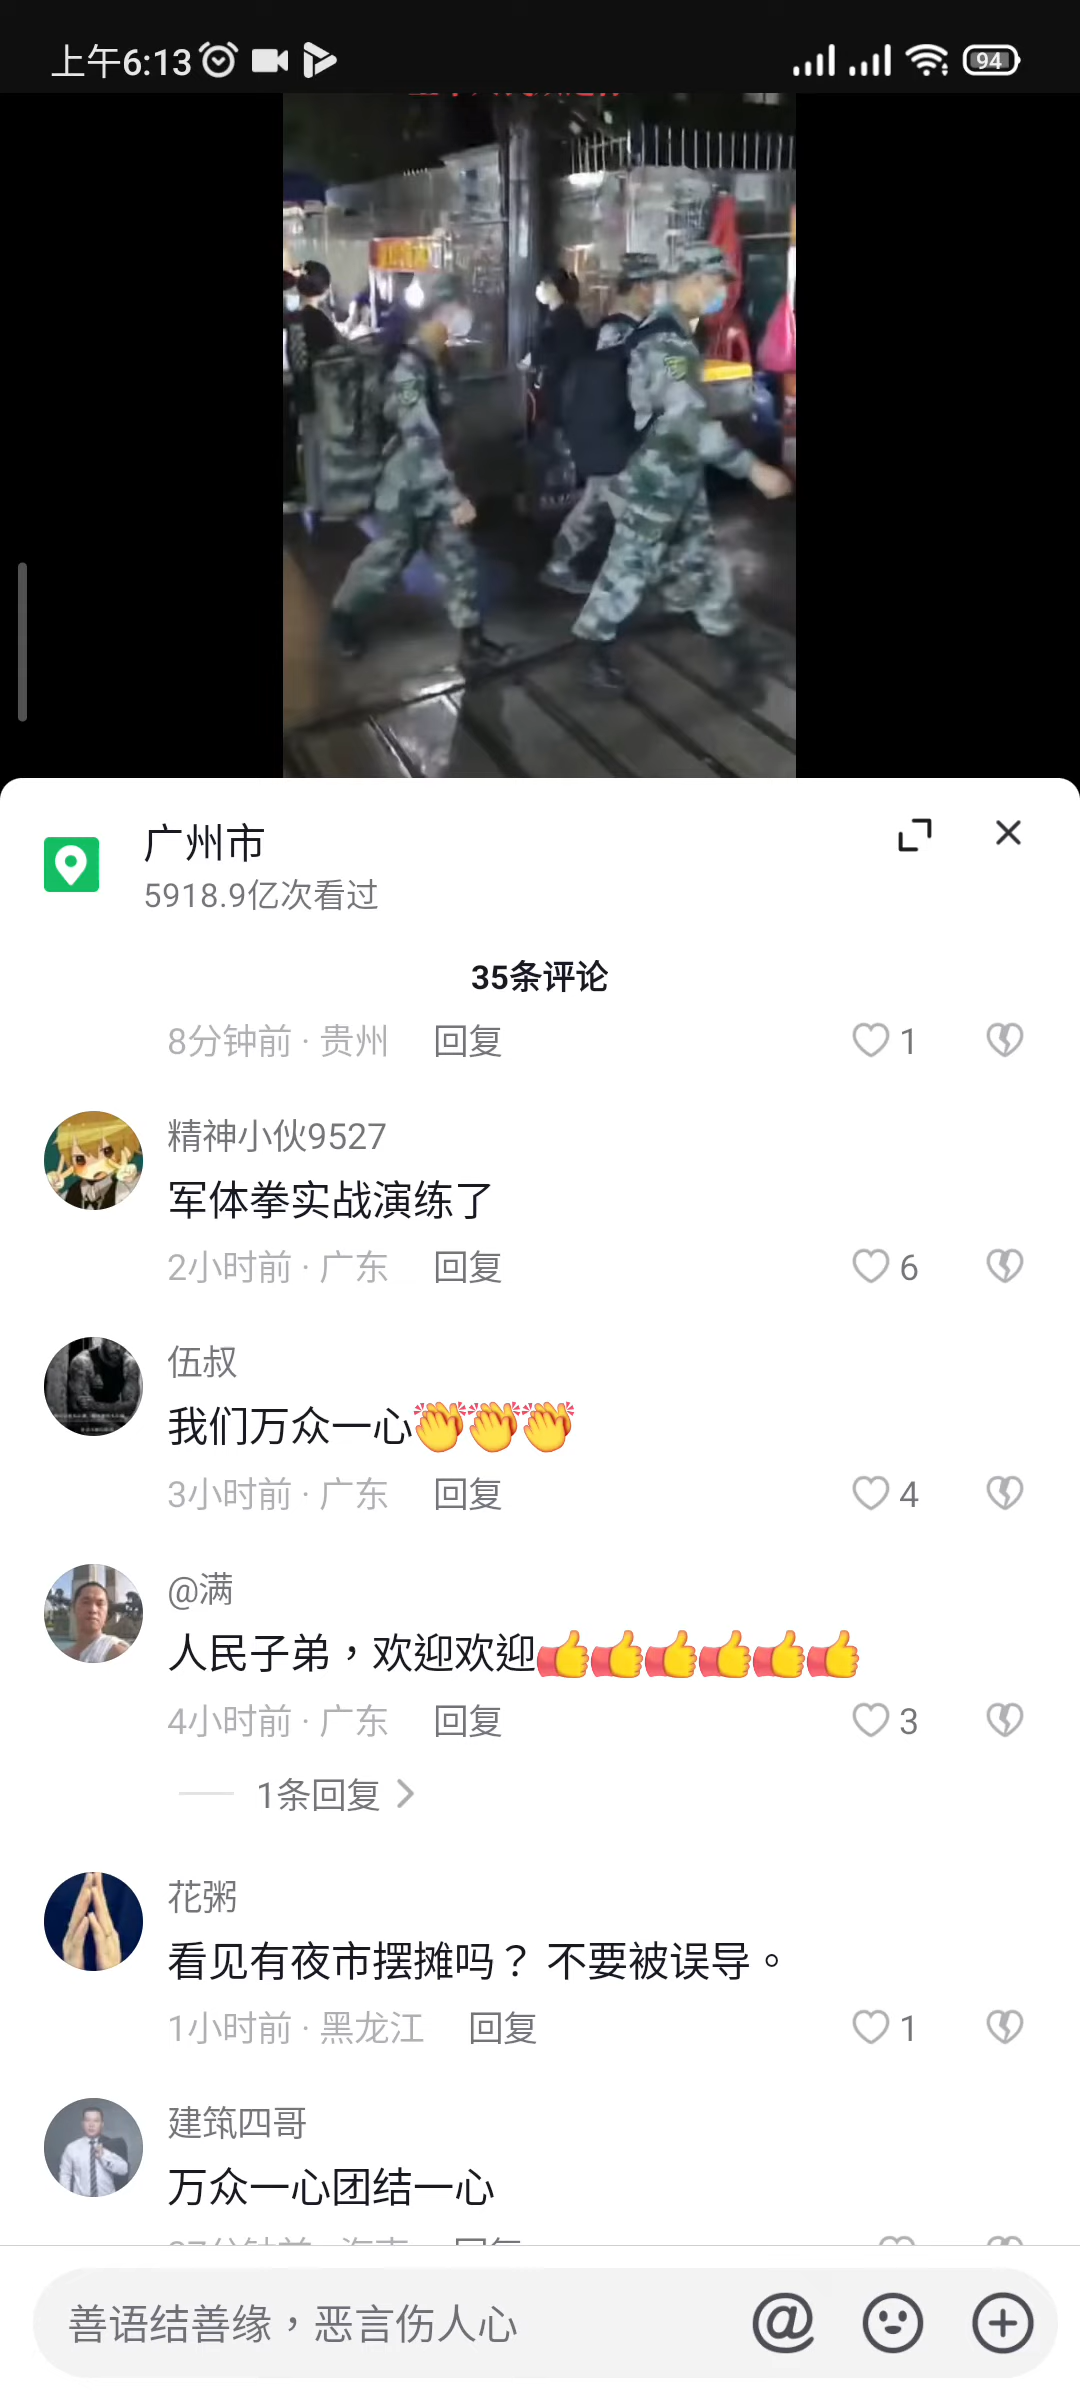 上午6:13
94
广州市
5918.9亿次看过
35条评论
8分钟前 · 贵州 回复 1
精神小伙9527
军体拳实战演练了
2小时前 · 广东 回复 6
伍叔
我们万众一心👏👏👏
3小时前 · 广东 回复 4
@满
人民子弟，欢迎欢迎👍👍👍👍👍👍
4小时前 · 广东 回复 3
1条回复
花粥
看见有夜市摆摊吗？ 不要被误导。
1小时前 · 黑龙江 回复 1
建筑四哥
万众一心团结一心
善语结善缘，恶言伤人心